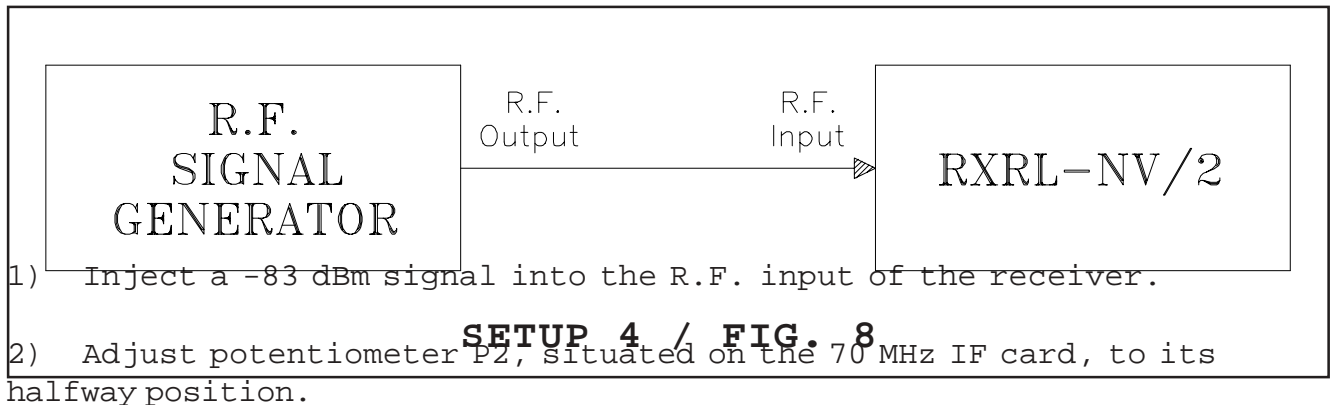 R.F.
SIGNAL
GENERATOR
R.F.
Output
R.F.
Input
RXRL-NV/2
1) Inject a -83 dBm signal into the R.F. input of the receiver.
SETUP 4 / FIG. 8
2) Adjust potentiometer P2, situated on the 70 MHz IF card, to its
halfway position.